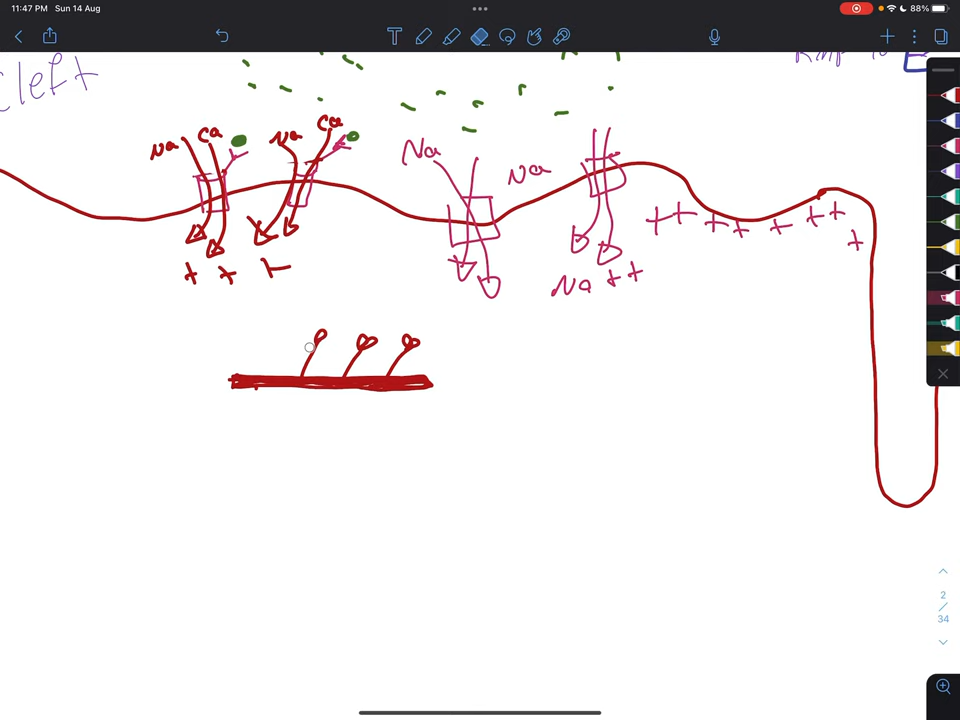 11:47 PM Sun 14 Aug
88%
T
cleft
Na Ca Na Ca
Na
Na
+ + +
+ + + + + + + +
Na + +
2
/
34